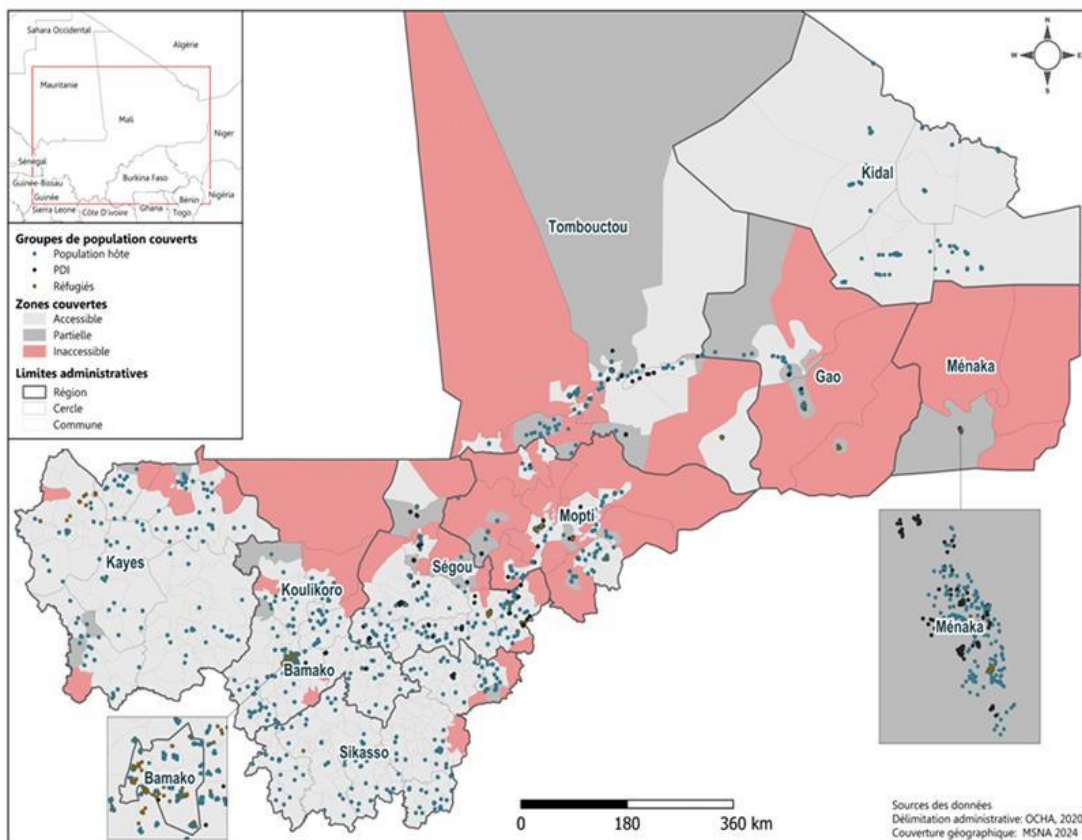 Sahara Occidental
Algérie
Mauritanie
Mali
Niger
Sénégal
Burkina Faso
Guinée-Bissau
Guinée
Bénin
Nigéria
Sierra Leone
Côte D'ivoire
Ghana
Togo
N
W
E
S
Groupes de population couverts
Population hôte
PDI
Réfugiés
Zones couvertes
Accessible
Partielle
Inaccessible
Limites administratives
Région
Cercle
Commune
Kidal
Tombouctou
Gao
Ménaka
Mopti
Kayes
Ségou
Koulikoro
Bamako
Sikasso
Ménaka
Bamako
0
180
360 km
Sources des données
Délimitation administrative: OCHA, 2020
Couverture géographique: MSNA 2024